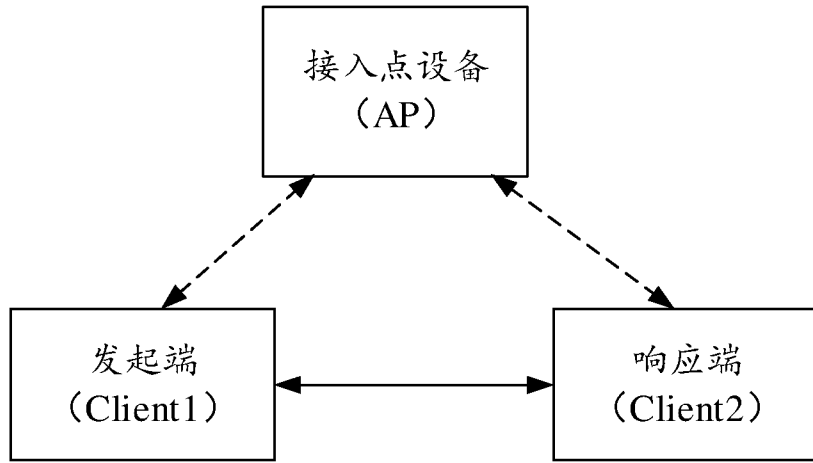 接入点设备
（AP）
发起端
（Client1）
响应端
（Client2）